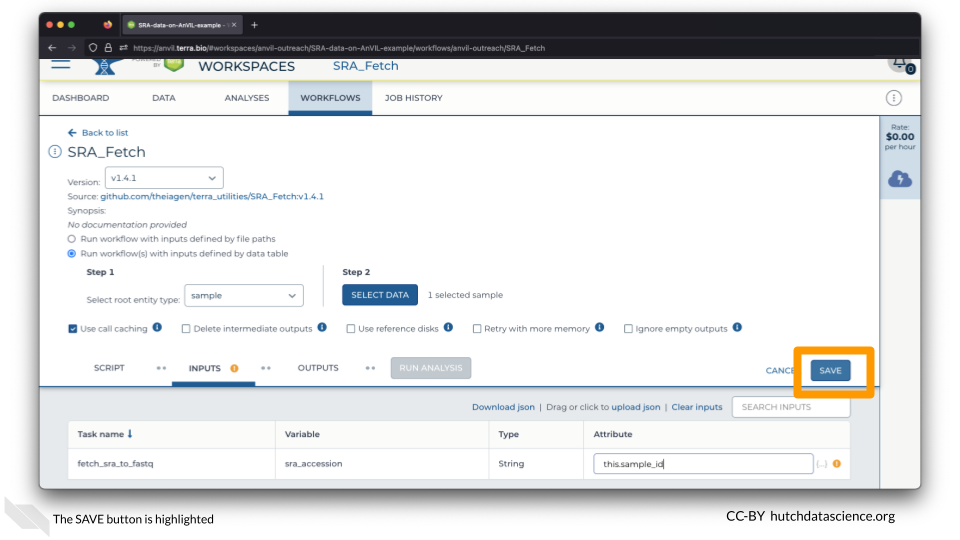 SRA-data-on-AnVIL-example
https://anvil.terra.bio/#workspaces/anvil-outreach/SRA-data-on-AnVIL-example/workflows/anvil-outreach/SRA_Fetch
BY
WORKSPACES SRA_Fetch
0
DASHBOARD DATA ANALYSES WORKFLOWS JOB HISTORY
Rate:
$0.00
per hour
Back to list
SRA_Fetch
Version: v1.4.1
Source: github.com/theiagen/terra_utilities/SRA_Fetch:v1.4.1
Synopsis:
No documentation provided
Run workflow with inputs defined by file paths
Run workflow(s) with inputs defined by data table
Step 1 Step 2
Select root entity type: sample SELECT DATA 1 selected sample
Use call caching Delete intermediate outputs Use reference disks Retry with more memory Ignore empty outputs
SCRIPT INPUTS OUTPUTS RUN ANALYSIS SAVE
Download json | Drag or click to upload json | Clear inputs SEARCH INPUTS
Task name Variable Type Attribute
fetch_sra_to_fastq sra_accession String this.sample_id {...}
The SAVE button is highlighted
CC-BY hutchdatascience.org